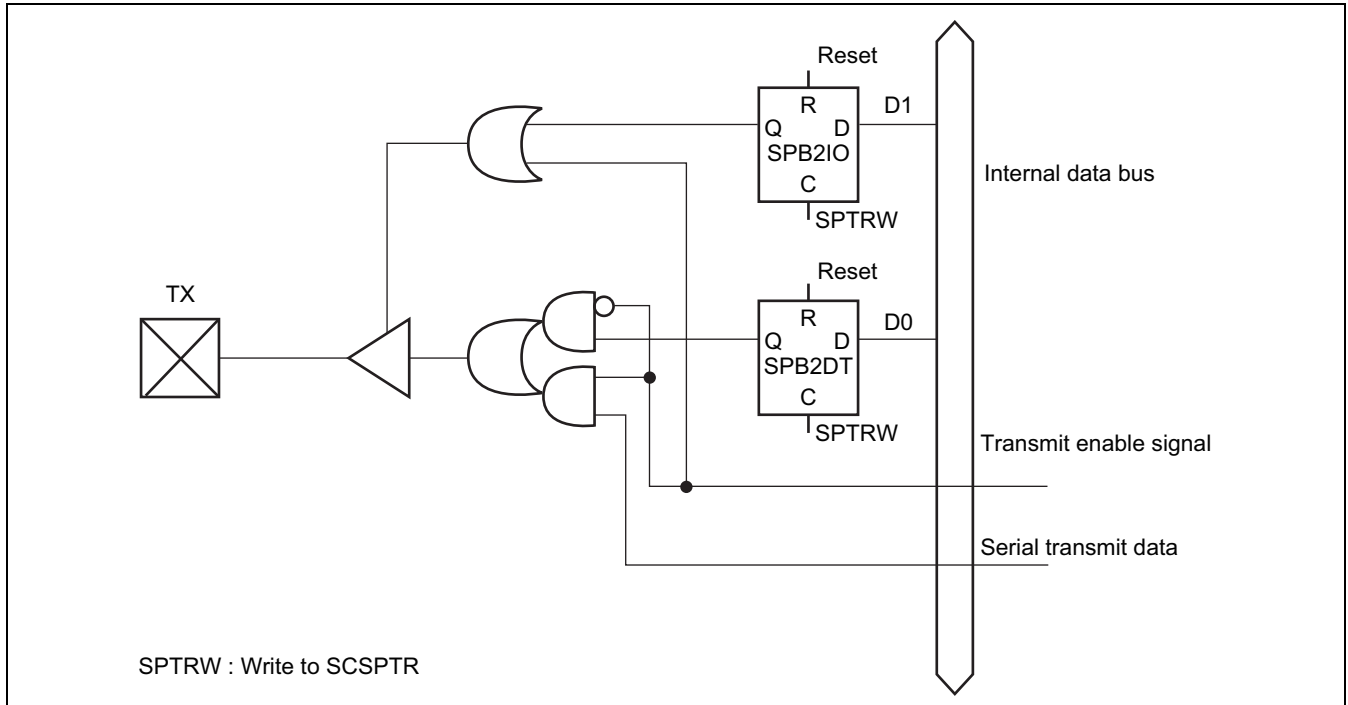 Reset
R
D1
Q D
SPB2IO
C
SPTRW
Internal data bus
Reset
TX
R
D0
Q D
SPB2DT
C
SPTRW
Transmit enable signal
Serial transmit data
SPTRW : Write to SCSPTR